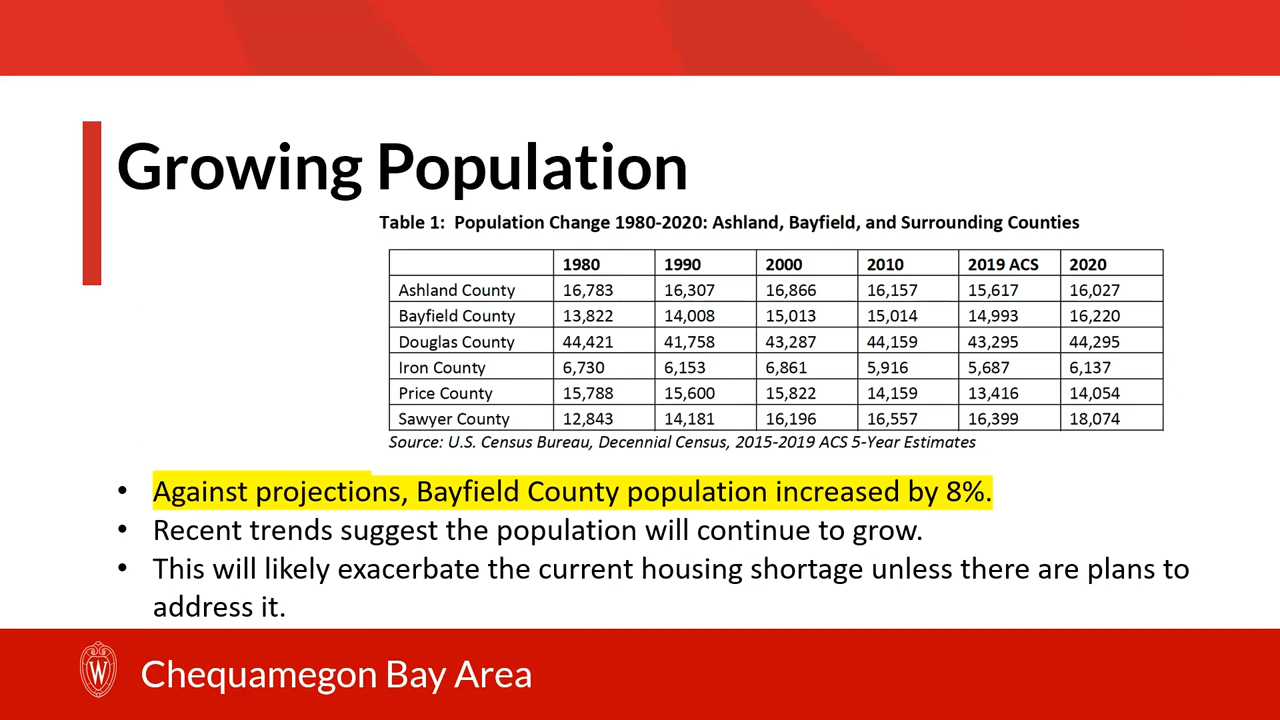 Growing Population
Table 1: Population Change 1980-2020: Ashland, Bayfield, and Surrounding Counties
1980 1990 2000 2010 2019 ACS 2020
Ashland County 16,783 16,307 16,866 16,157 15,617 16,027
Bayfield County 13,822 14,008 15,013 15,014 14,993 16,220
Douglas County 44,421 41,758 43,287 44,159 43,295 44,295
Iron County 6,730 6,153 6,861 5,916 5,687 6,137
Price County 15,788 15,600 15,822 14,159 13,416 14,054
Sawyer County 12,843 14,181 16,196 16,557 16,399 18,074
Source: U.S. Census Bureau, Decennial Census, 2015-2019 ACS 5-Year Estimates
• Against projections, Bayfield County population increased by 8%.
• Recent trends suggest the population will continue to grow.
• This will likely exacerbate the current housing shortage unless there are plans to
address it.
W
Chequamegon Bay Area